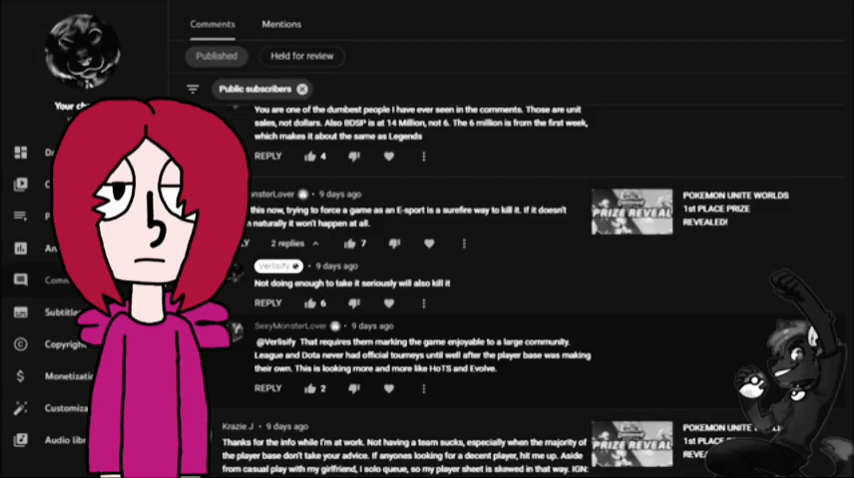 Comments
Mentions
Published
Held for review
Public subscribers
Your ch
You are one of the dumbest people I have ever seen in the comments. Those are unit
sales, not dollars. Also BDSP is at 14 Million, not 6. The 6 million is from the first week,
which makes it about the same as Legends
REPLY 4
nsterLover • 9 days ago
this now, trying to force a game as an E-sport is a surefire way to kill it. If it doesn't
naturally it won't happen at all.
2 replies 7
POKEMON UNITE WORLDS
1st PLACE PRIZE
REVEALED!
PRIZE REVEAL
Verlisify • 9 days ago
Not doing enough to take it seriously will also kill it
REPLY 6
SexyMonsterLover • 9 days ago
@Verlisify That requires them marking the game enjoyable to a large community.
League and Dota never had official tourneys until well after the player base was making
their own. This is looking more and more like HoTS and Evolve.
REPLY 2
Krazie J • 9 days ago
Thanks for the info while I'm at work. Not having a team sucks, especially when the majority of
the player base don't take your advice. If anyones looking for a decent player, hit me up. Aside
from casual play with my girlfriend, I solo queue, so my player sheet is skewed in that way. IGN:
PRIZE REVEAL
POKEMON UNITE
1st PLAC
REVEA
Com
Subtitle
Copyrigh
Monetizati
Customiza
Audio libr